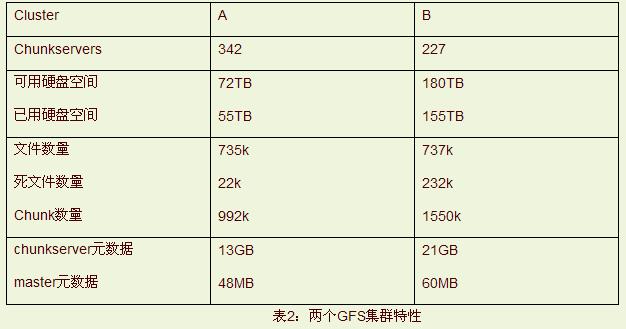 Cluster A B
Chunkservers 342 227
可用硬盘空间 72TB 180TB
已用硬盘空间 55TB 155TB
文件数量 735k 737k
死文件数量 22k 232k
Chunk数量 992k 1550k
chunkserver元数据 13GB 21GB
master元数据 48MB 60MB
表2：两个GFS集群特性